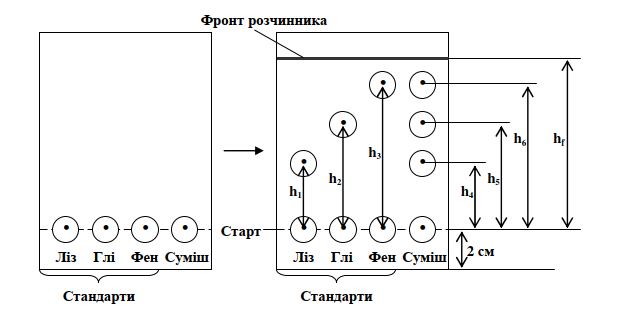 Фронт розчинника
h₁
h₂
h₃
h₄
h₅
h₆
hf
Старт
2 см
Ліз Глі Фен Суміш
Ліз Глі Фен Суміш
Стандарти
Стандарти